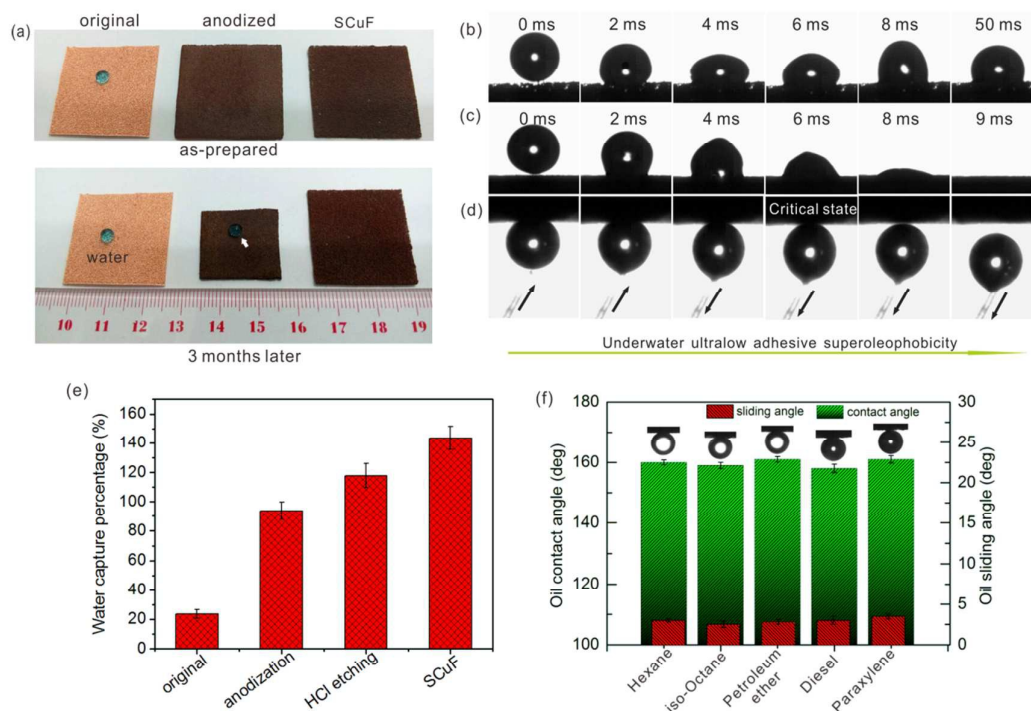 (a)
original
anodized
SCuF
as-prepared
water
10 11 12 13 14 15 16 17 18 19
3 months later
(b)
0 ms 2 ms 4 ms 6 ms 8 ms 50 ms
(c)
0 ms 2 ms 4 ms 6 ms 8 ms 9 ms
(d)
Critical state
Underwater ultralow adhesive superoleophobicity
(e)
Water capture percentage (%)
160
140
120
100
80
60
40
20
0
original
anodization
HCl etching
SCuF
(f)
sliding angle
contact angle
Oil contact angle (deg)
180
160
140
120
100
Oil sliding angle (deg)
30
25
20
15
10
5
0
Hexane
iso-Octane
Petroleum
ether
Diesel
Paraxylene